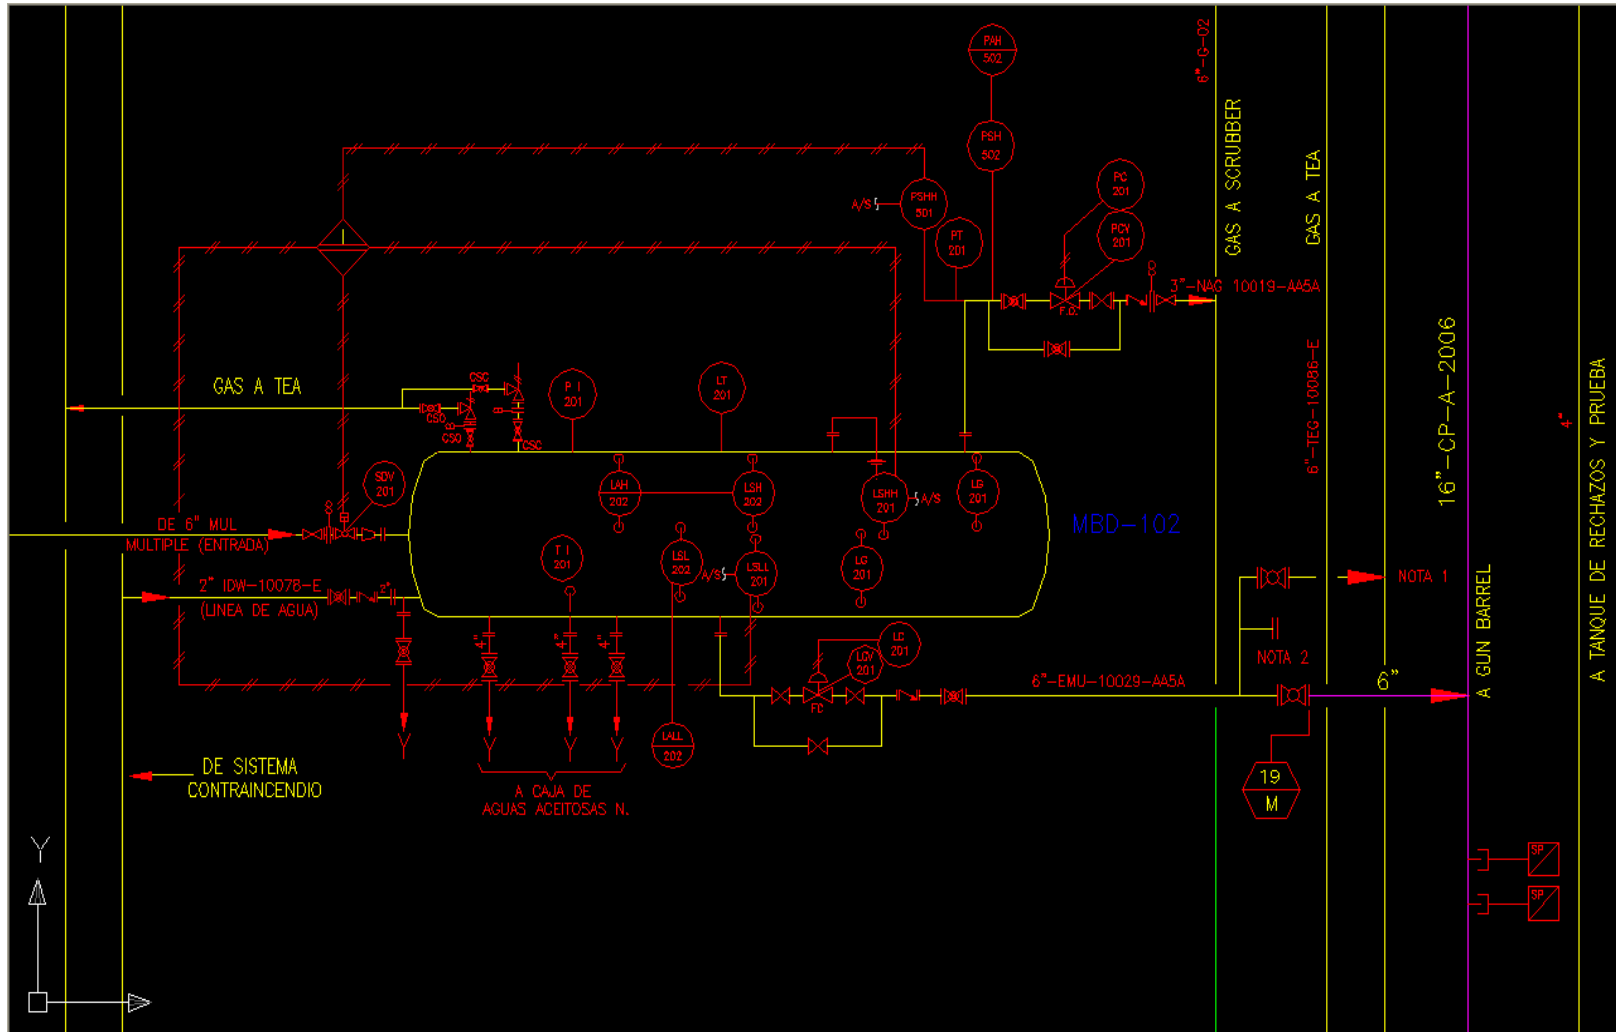 PAH
502
6"-G-02
PSH
502
GAS A SCRUBBER
GAS A TEA
PC
201
A/S
PSHH
501
PT
201
PCV
201
3"-NAG 10019-AA5A
F.O.
16"-CP-A-2006
6"-TEG-10086-E
A TANQUE DE RECHAZOS Y PRUEBA
4"
GAS A TEA
CSC
CSO
CSO
CSC
P I
201
LT
201
SDV
201
LAH
202
LSH
202
LSHH
201
A/S
LG
201
MBD-102
DE 6" MUL
MULTIPLE (ENTRADA)
T I
201
LSL
202
A/S
LSLL
201
LG
201
2" IDW-10078-E
(LINEA DE AGUA)
2"
NOTA 1
4"
4"
4"
NOTA 2
A GUN BARREL
201
201
FC
6"-EMU-10029-AA5A
6"
LALL
202
DE SISTEMA
CONTRAINCENDIO
A CAJA DE
AGUAS ACEITOSAS N.
19
M
SP
SP
Y